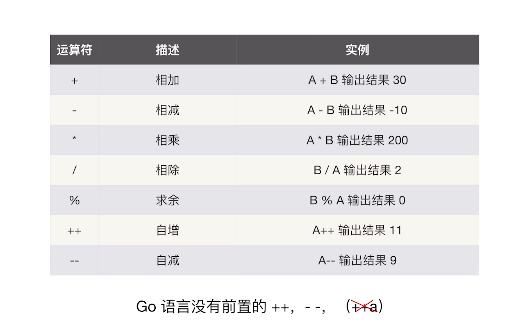 运算符 描述 实例
+ 相加 A + B 输出结果 30
- 相减 A - B 输出结果 -10
* 相乘 A * B 输出结果 200
/ 相除 B / A 输出结果 2
% 求余 B % A 输出结果 0
++ 自增 A++ 输出结果 11
-- 自减 A-- 输出结果 9
Go 语言没有前置的 ++，- -，（++a）